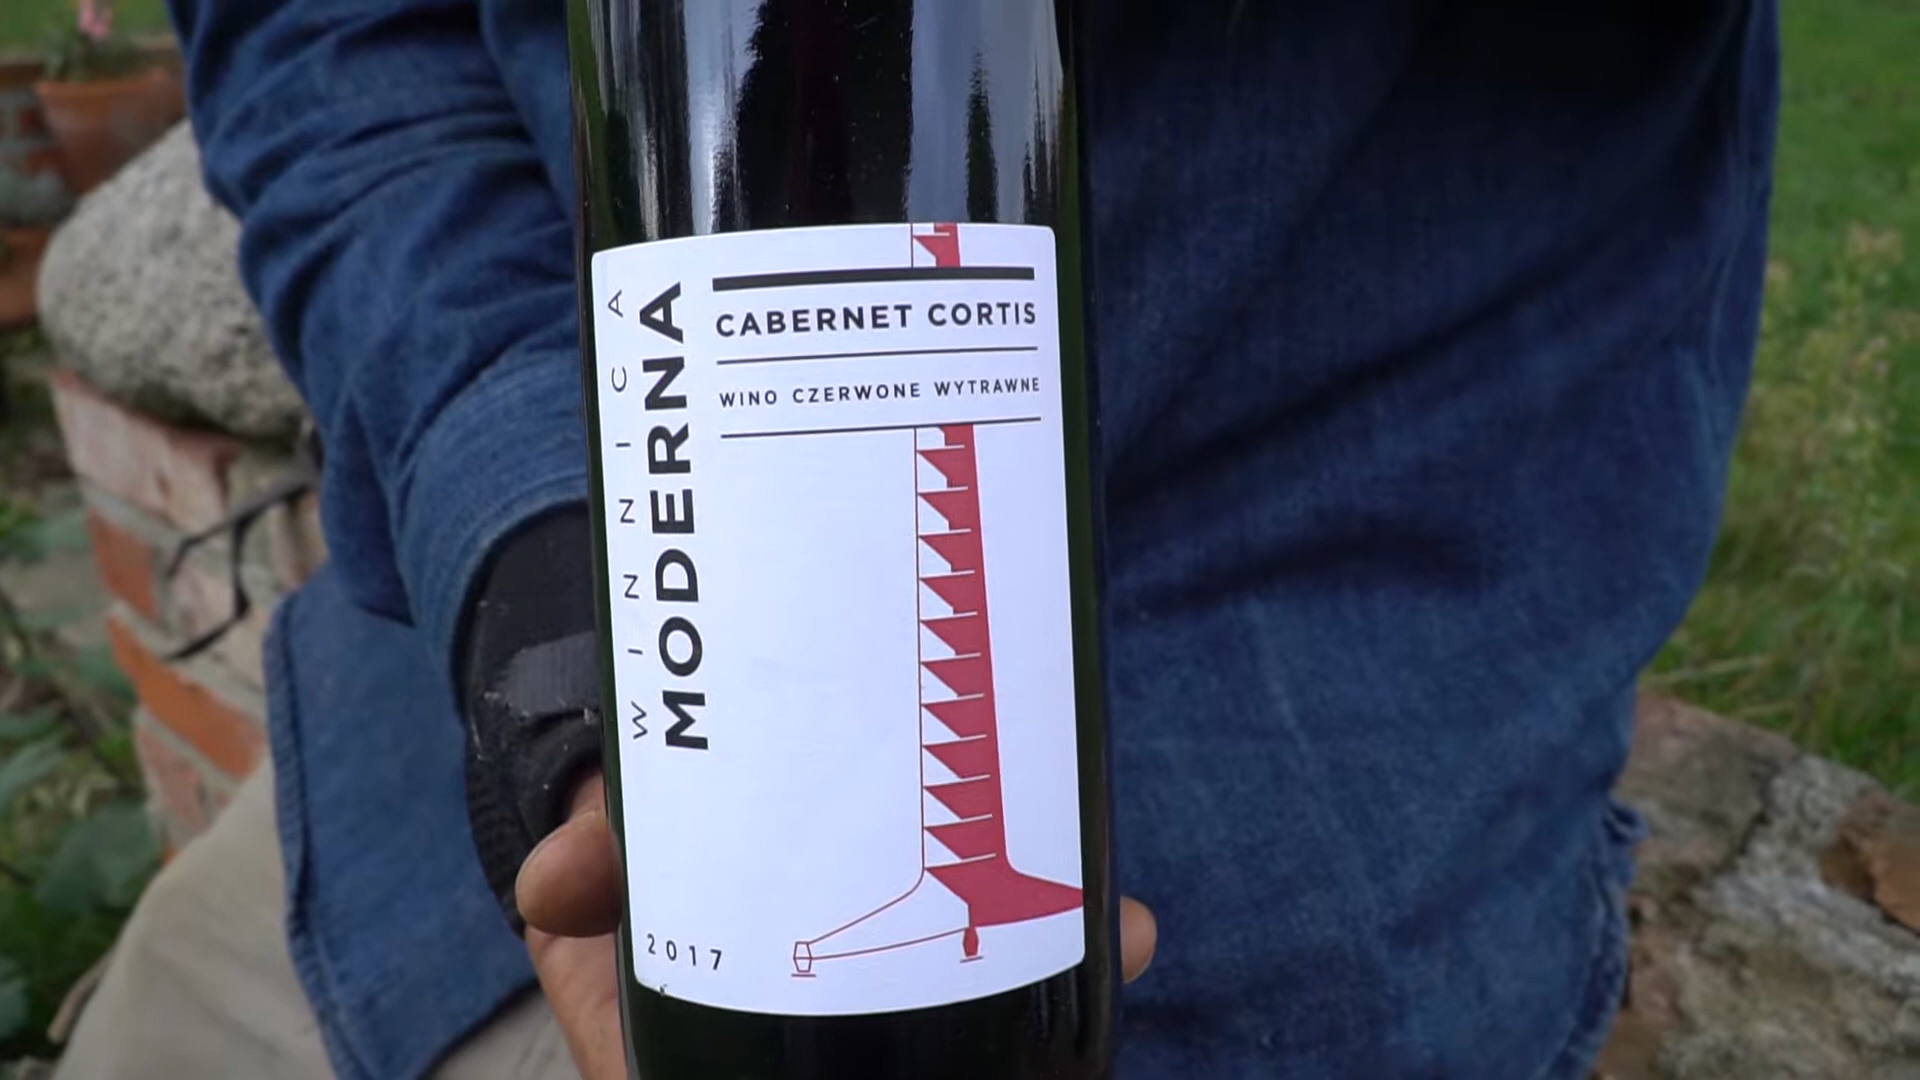 WINNICA
MODERNA
CABERNET CORTIS
WINO CZERWONE WYTRAWNE
2017